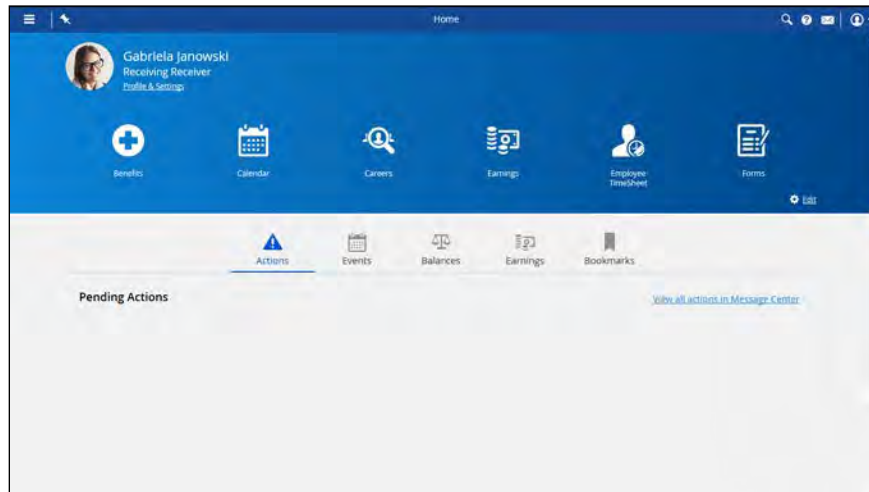 Home
Gabriela Janowski
Receiving Receiver
Profile & Settings
Benefits
Calendar
Careers
Earnings
Employee
TimeSheet
Forms
Edit
Actions
Events
Balances
Earnings
Bookmarks
Pending Actions
View all actions in Message Center